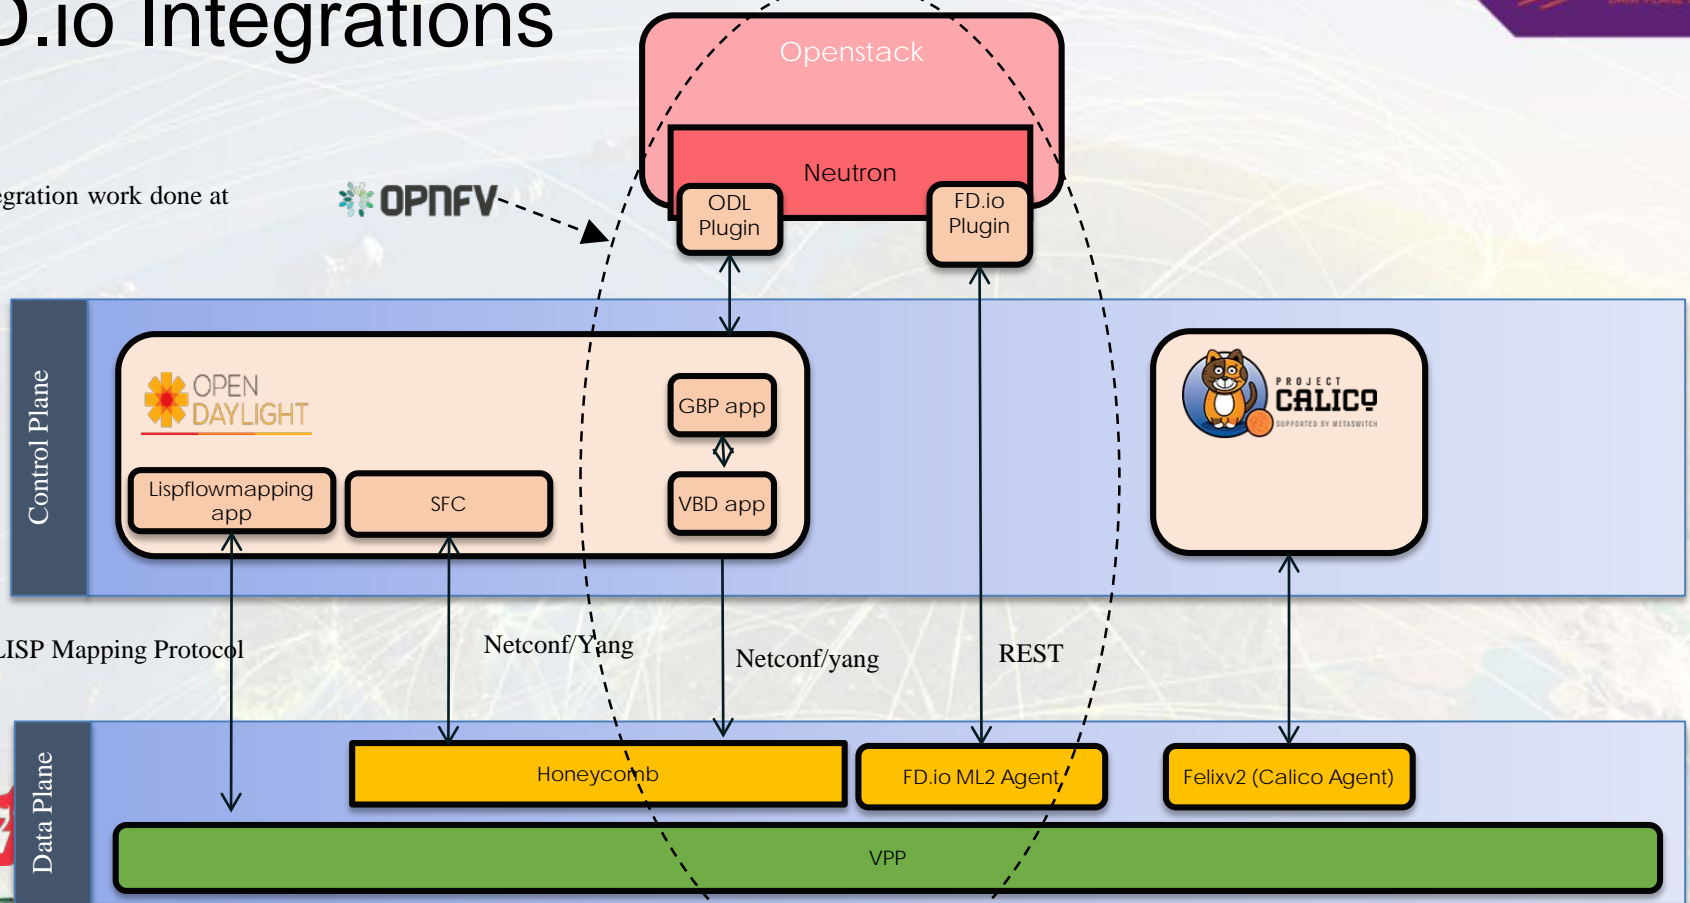 D.io Integrations
Openstack
Neutron
ODL
Plugin
FD.io
Plugin
egration work done at
OPNFV
Control Plane
OPEN
DAYLIGHT
GBP app
VBD app
Lispflowmapping
app
SFC
PROJECT
CALICO
SUPPORTED BY METASWITCH
LISP Mapping Protocol
Netconf/Yang
Netconf/yang
REST
Data Plane
Honeycomb
FD.io ML2 Agent
Felixv2 (Calico Agent)
VPP